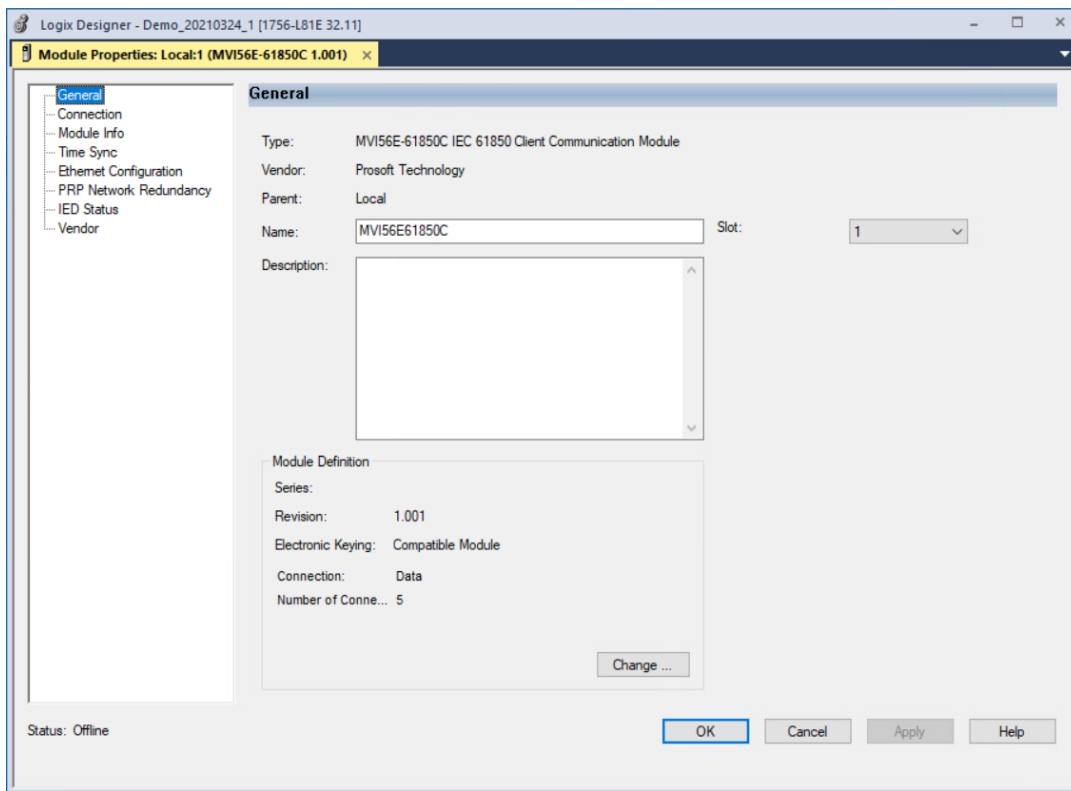 Logix Designer - Demo_20210324_1 [1756-L81E 32.11]
Module Properties: Local:1 (MVI56E-61850C 1.001)
General
Connection
Module Info
Time Sync
Ethernet Configuration
PRP Network Redundancy
IED Status
Vendor
General
Type: MVI56E-61850C IEC 61850 Client Communication Module
Vendor: Prosoft Technology
Parent: Local
Name: MVI56E61850C Slot: 1
Description:
Module Definition
Series:
Revision: 1.001
Electronic Keying: Compatible Module
Connection: Data
Number of Conne... 5
Change ...
Status: Offline OK Cancel Apply Help